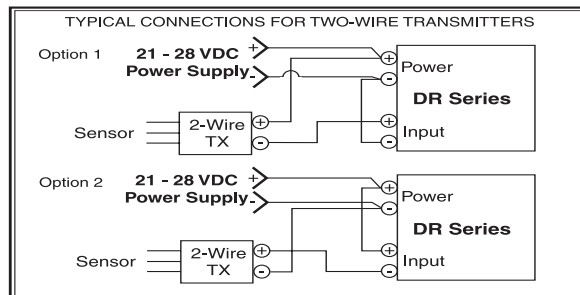 TYPICAL CONNECTIONS FOR TWO-WIRE TRANSMITTERS
Option 1
21 - 28 VDC +
Power Supply -
+ Power
-
DR Series
Sensor
2-Wire +
TX -
+ Input
-
Option 2
21 - 28 VDC +
Power Supply -
+ Power
-
DR Series
Sensor
2-Wire +
TX -
+ Input
-